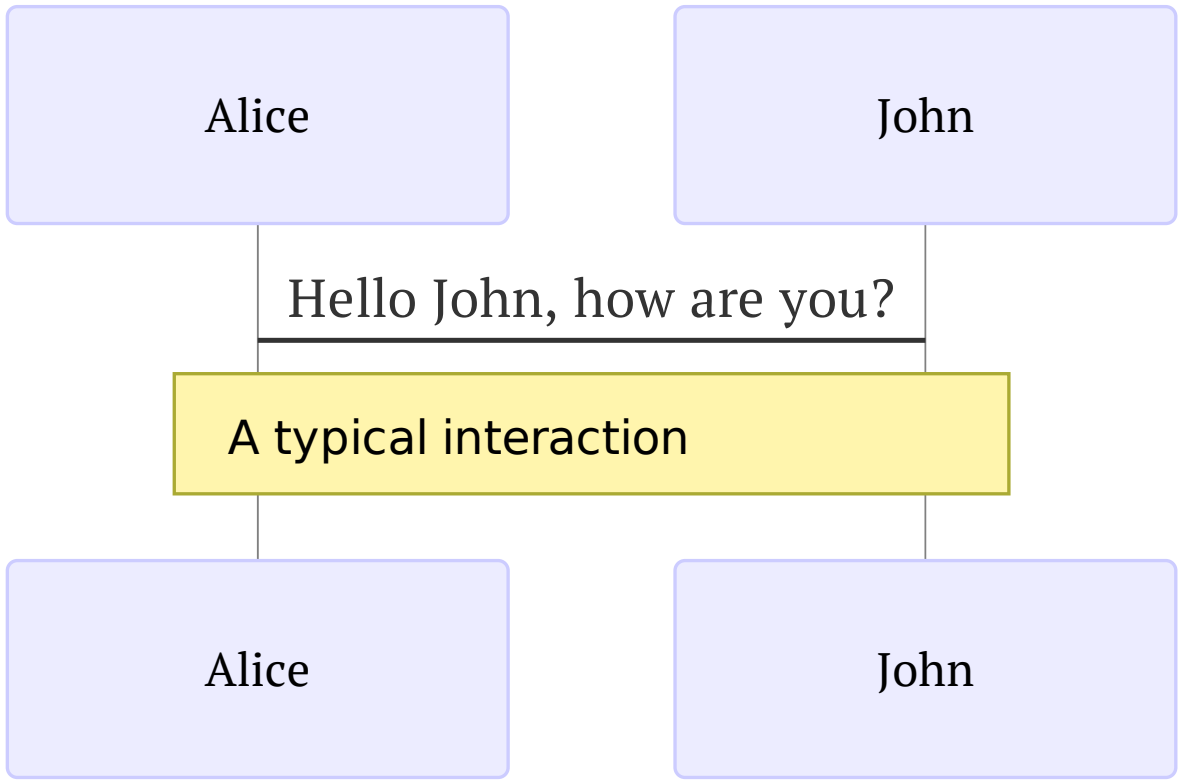 Alice
John
Hello John, how are you?
A typical interaction
Alice
John